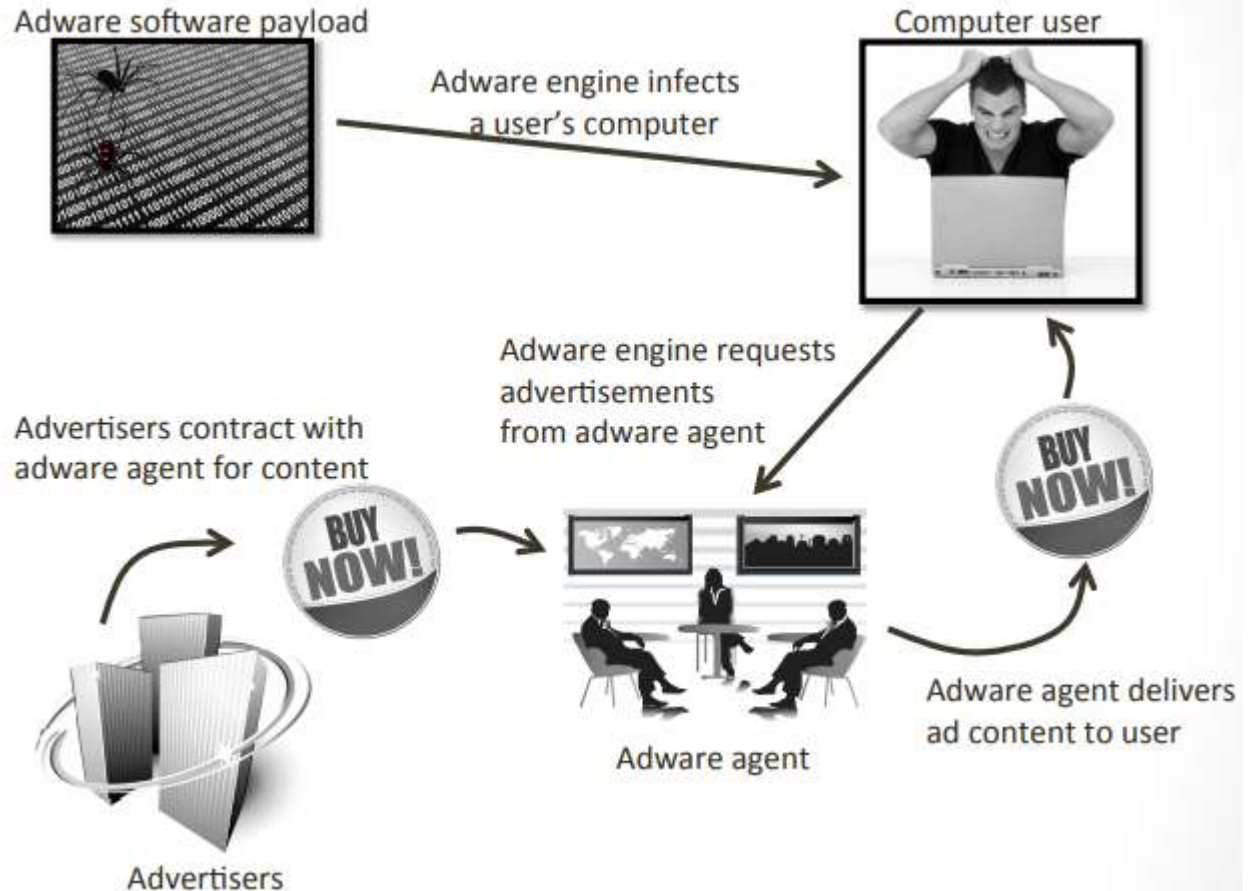 Adware software payload
Computer user
Adware engine infects
a user's computer
Adware engine requests
advertisements
from adware agent
Advertisers contract with
adware agent for content
BUY
NOW!
BUY
NOW!
Adware agent delivers
ad content to user
Adware agent
Advertisers